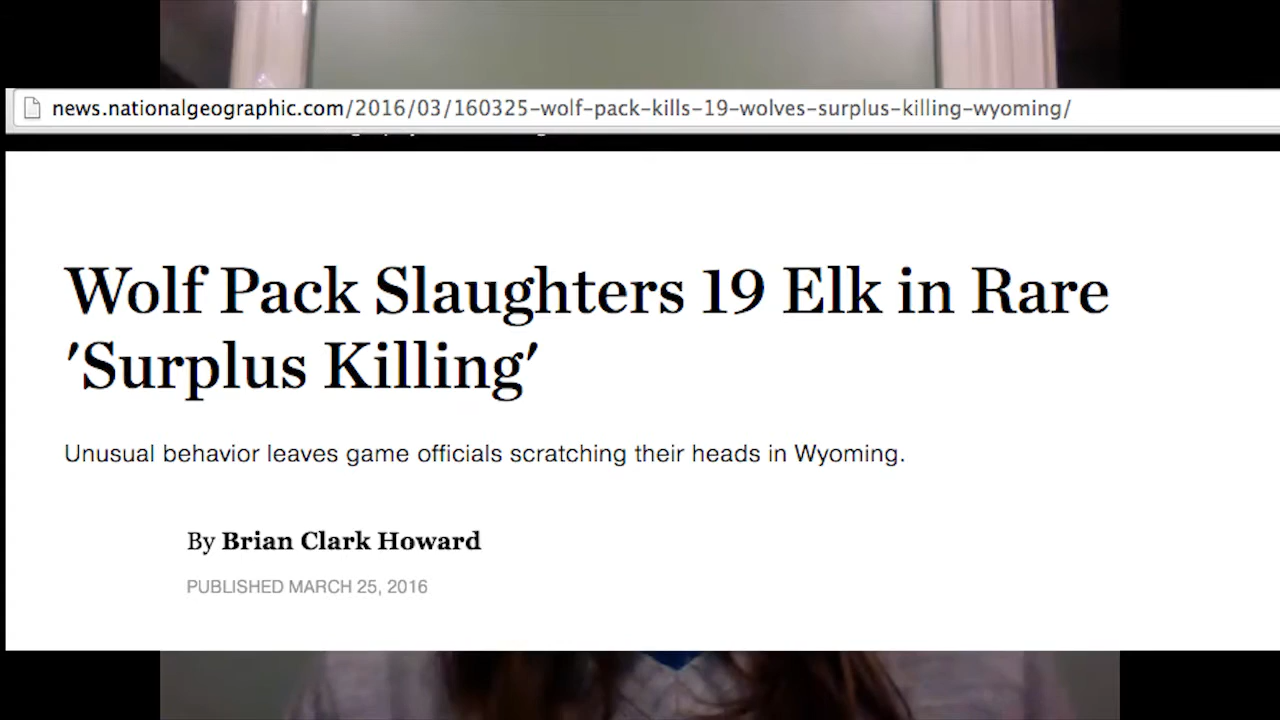 news.nationalgeographic.com/2016/03/160325-wolf-pack-kills-19-wolves-surplus-killing-wyoming/
Wolf Pack Slaughters 19 Elk in Rare
'Surplus Killing'
Unusual behavior leaves game officials scratching their heads in Wyoming.
By Brian Clark Howard
PUBLISHED MARCH 25, 2016